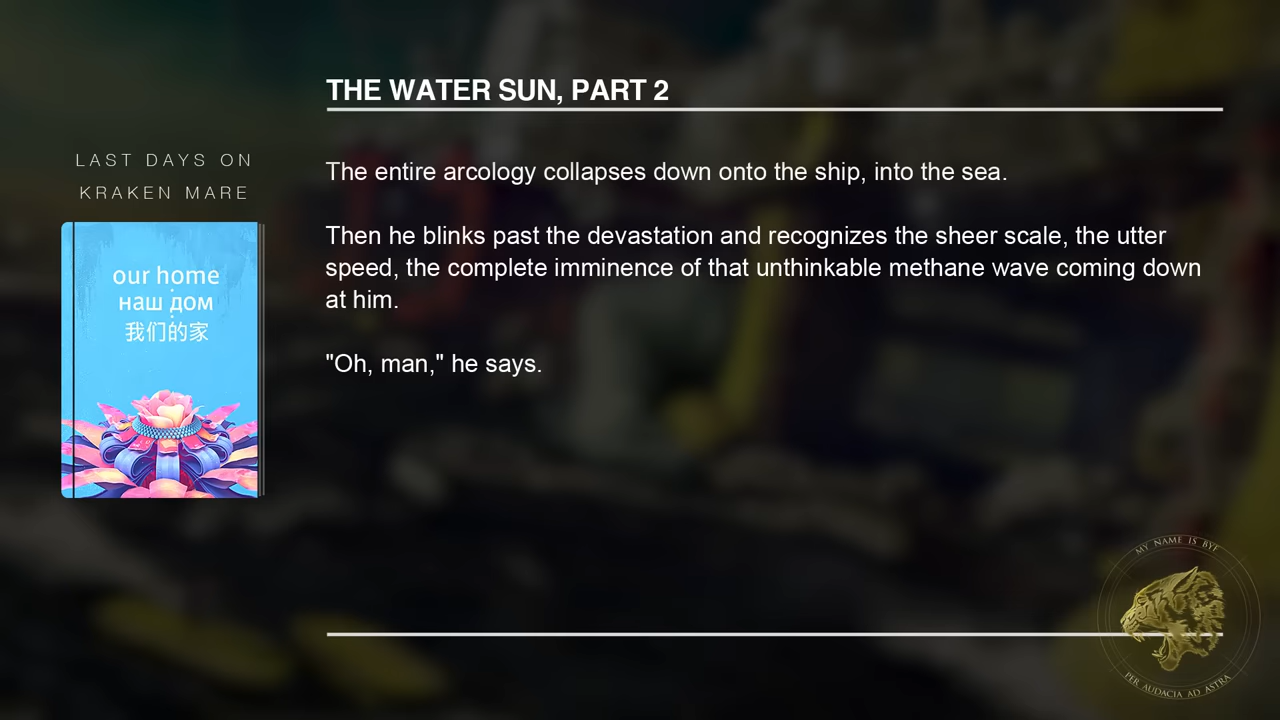 THE WATER SUN, PART 2
LAST DAYS ON
KRAKEN MARE
our home
наш дом
我们的家
The entire arcology collapses down onto the ship, into the sea.
Then he blinks past the devastation and recognizes the sheer scale, the utter
speed, the complete imminence of that unthinkable methane wave coming down
at him.
"Oh, man," he says.
MY NAME IS BYF
PER AUDACIA AD ASTRA